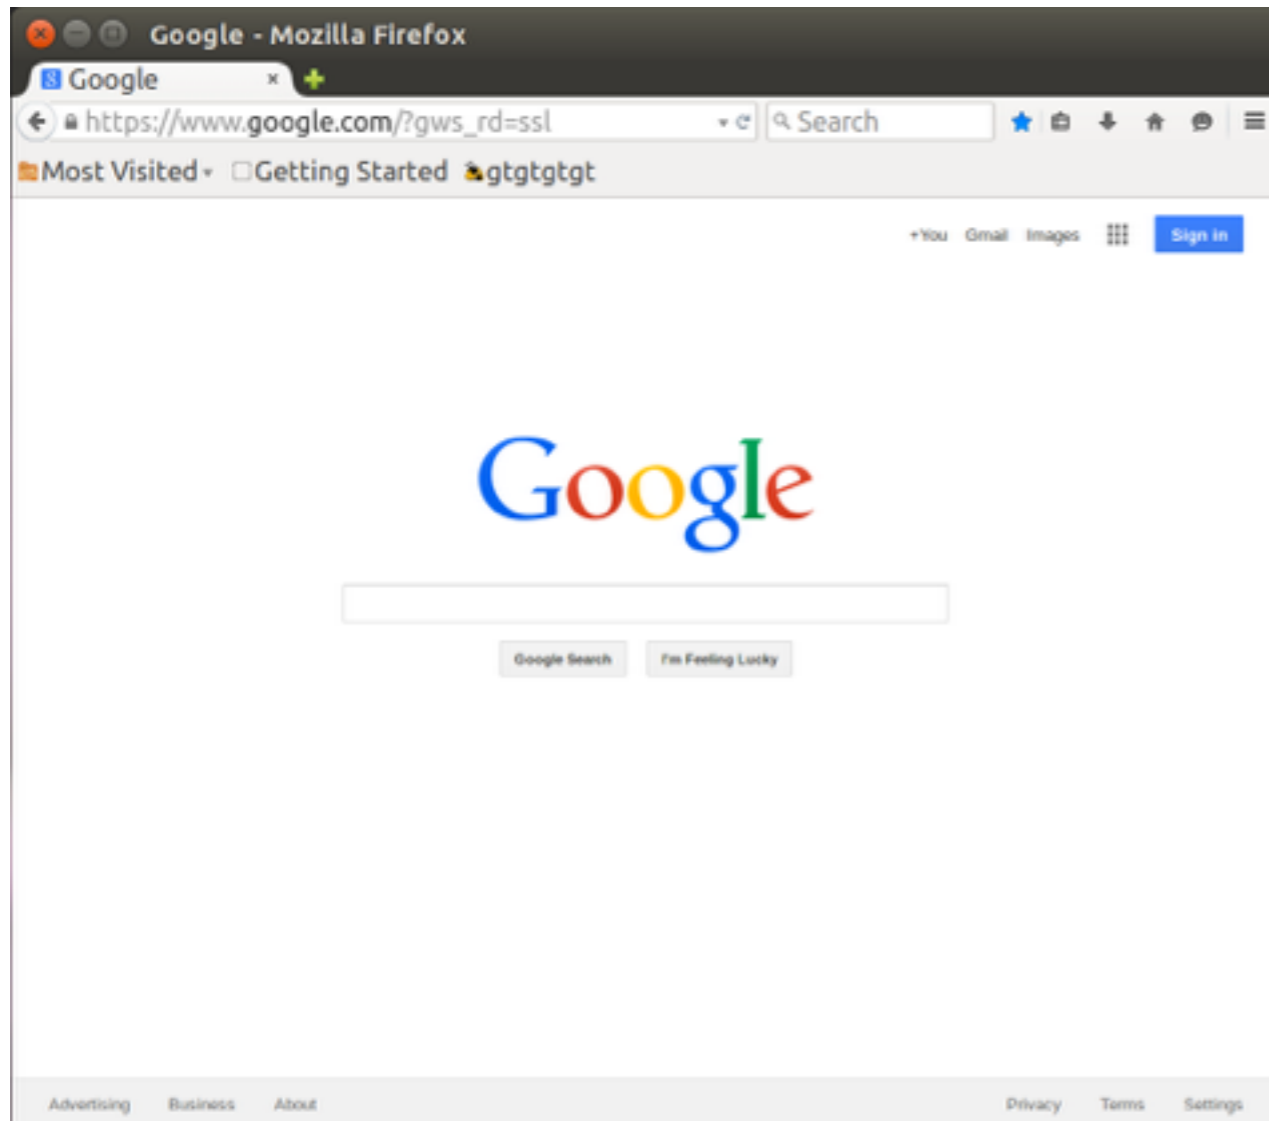 Google - Mozilla Firefox
Google
https://www.google.com/?gws_rd=ssl Search
Most Visited Getting Started gtgtgtgt
+You Gmail Images Sign in
Google
Google Search I'm Feeling Lucky
Advertising Business About Privacy Terms Settings